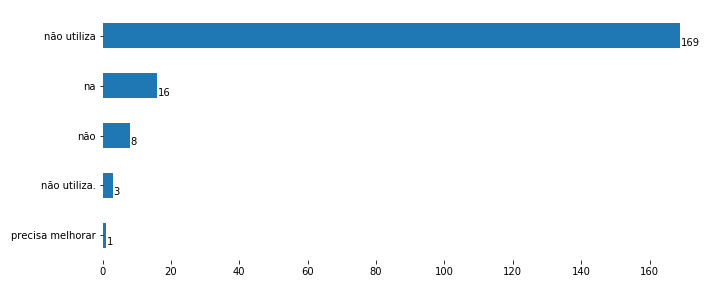 não utiliza
169
na
16
não
8
não utiliza.
3
precisa melhorar
1
0 20 40 60 80 100 120 140 160